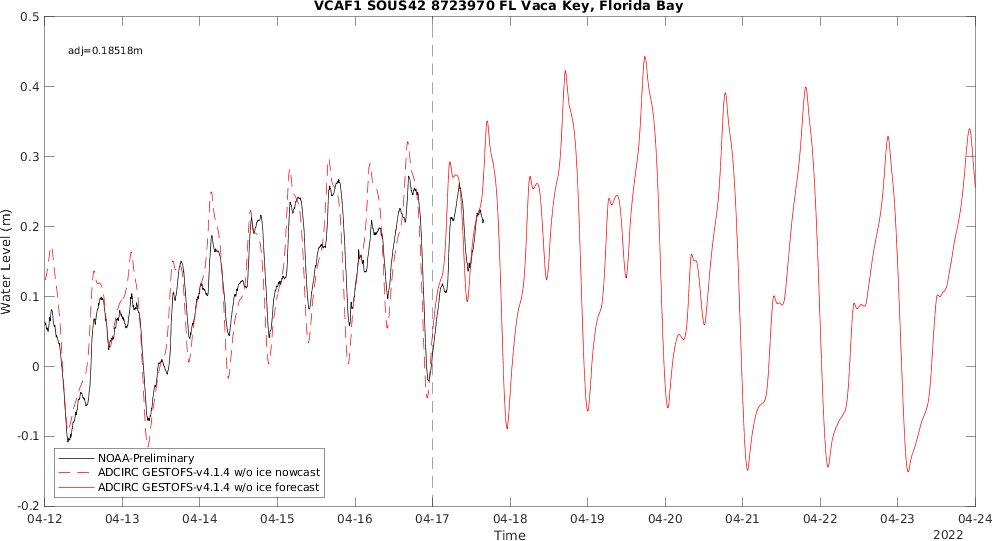 VCAF1 SOUS42 8723970 FL Vaca Key, Florida Bay
adj=0.18518m
Water Level (m)
0.5
0.4
0.3
0.2
0.1
0
-0.1
-0.2
NOAA-Preliminary
ADCIRC GESTOFS-v4.1.4 w/o ice nowcast
ADCIRC GESTOFS-v4.1.4 w/o ice forecast
04-12 04-13 04-14 04-15 04-16 04-17 04-18 04-19 04-20 04-21 04-22 04-23 04-24
Time
2022